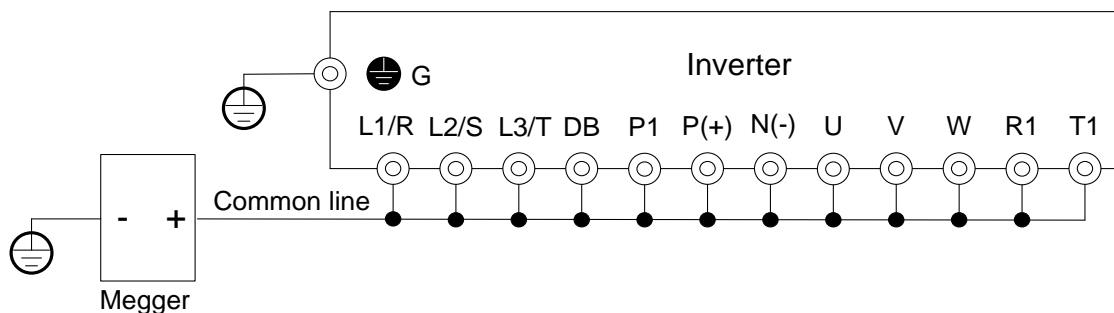 Inverter
G
L1/R L2/S L3/T DB P1 P(+) N(-) U V W R1 T1
Common line
- +
Megger